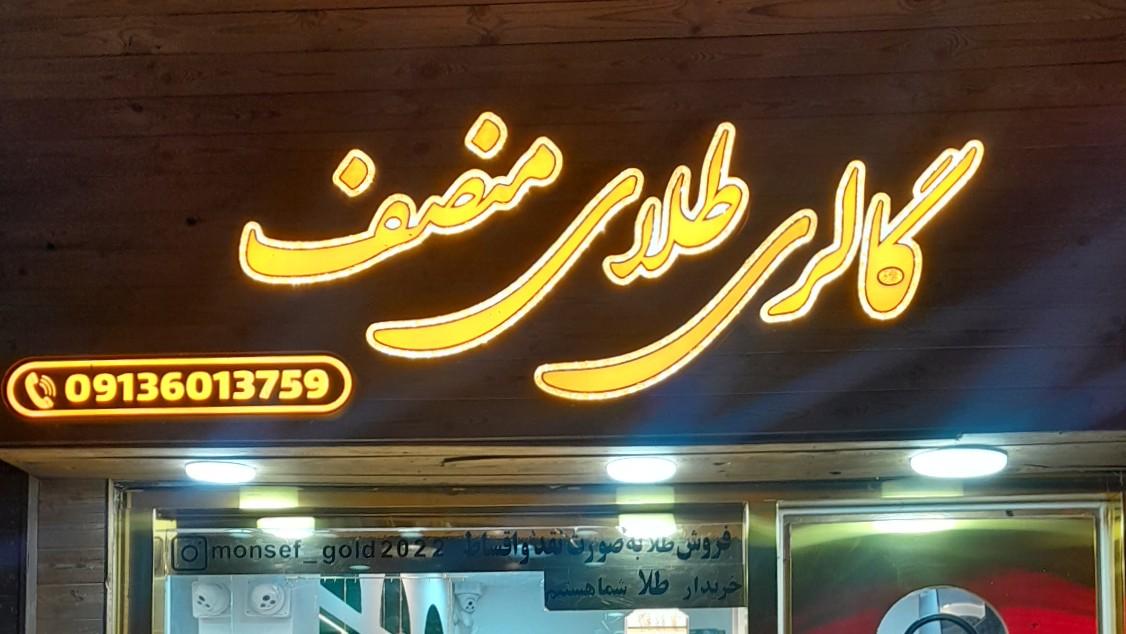 گالری طلای منصف
09136013759
فروش طلا به صورت نقد و اقساط monsef_gold2022
خریدار طلا شما هستیم